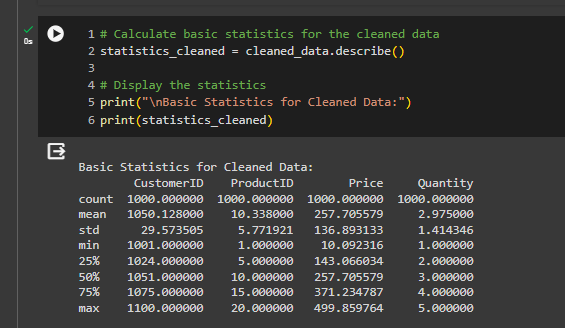 0s
1 # Calculate basic statistics for the cleaned data
2 statistics_cleaned = cleaned_data.describe()
3
4 # Display the statistics
5 print("\nBasic Statistics for Cleaned Data:")
6 print(statistics_cleaned)
Basic Statistics for Cleaned Data:
CustomerID ProductID Price Quantity
count 1000.000000 1000.000000 1000.000000 1000.000000
mean 1050.128000 10.338000 257.705579 2.975000
std 29.573505 5.771921 136.893133 1.414346
min 1001.000000 1.000000 10.092316 1.000000
25% 1024.000000 5.000000 143.066034 2.000000
50% 1051.000000 10.000000 257.705579 3.000000
75% 1075.000000 15.000000 371.234787 4.000000
max 1100.000000 20.000000 499.859764 5.000000